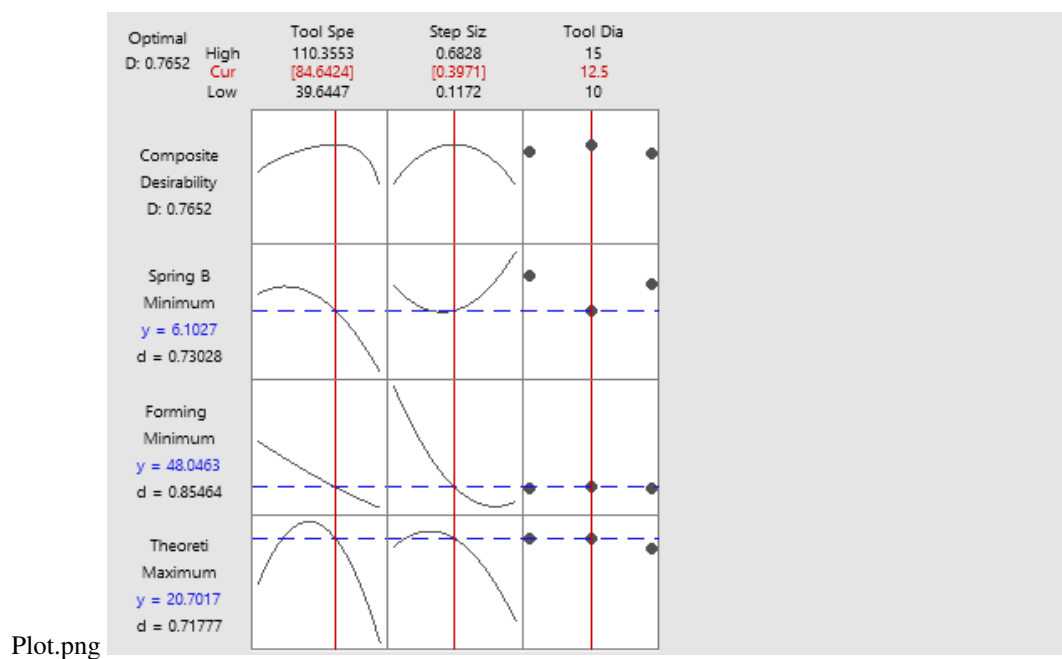 Optimal
D: 0.7652
High
Cur
Low
Tool Spe
110.3553
[84.6424]
39.6447
Step Siz
0.6828
[0.3971]
0.1172
Tool Dia
15
12.5
10
Composite
Desirability
D: 0.7652
Spring B
Minimum
y = 6.1027
d = 0.73028
Forming
Minimum
y = 48.0463
d = 0.85464
Theoreti
Maximum
y = 20.7017
d = 0.71777
Plot.png